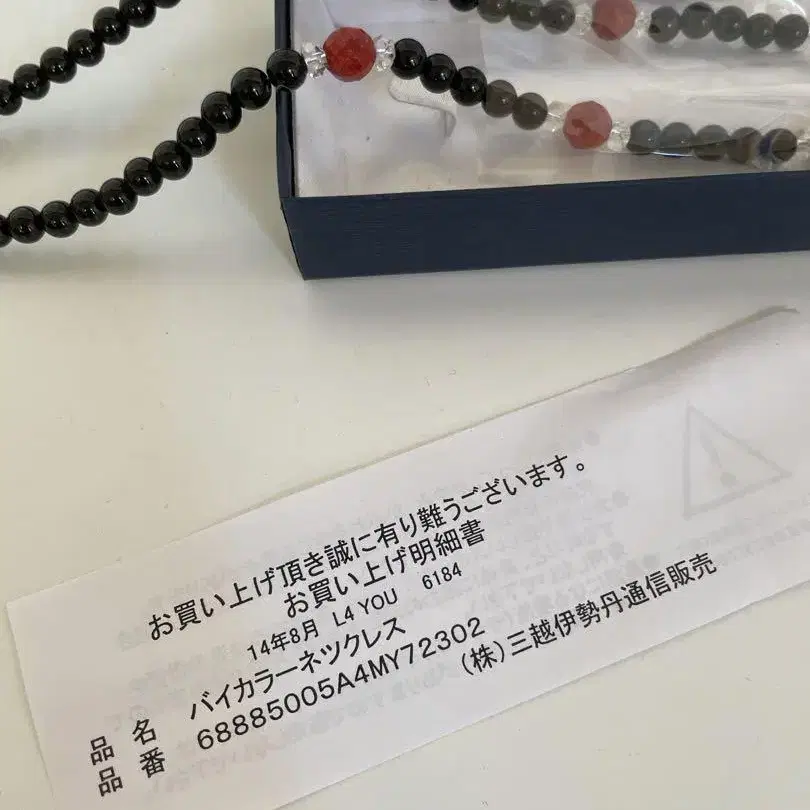 お買い上げ頂き誠に有り難うございます。
お買い上げ明細書
14年8月 L4 YOU 6184
品 名 バイカラーネツクレス
品 番 68885005A4MY72302
(株)三越伊勢丹通信販売